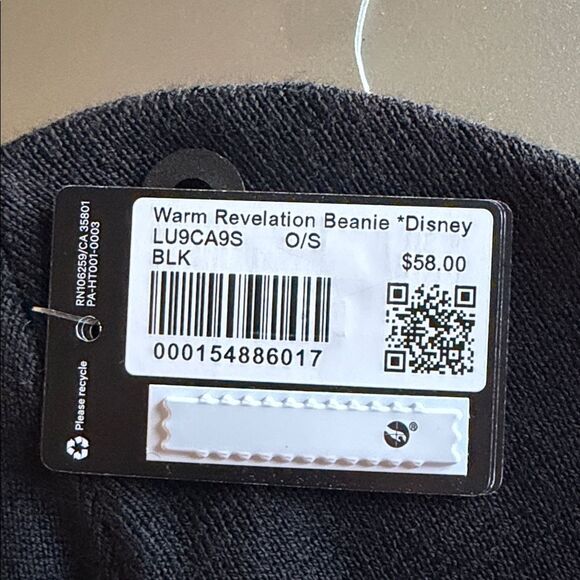 Warm Revelation Beanie *Disney
LU9CA9S O/S
BLK $58.00
000154886017
RN106259/CA 35801
PA-HT001-0003
Please recycle
®